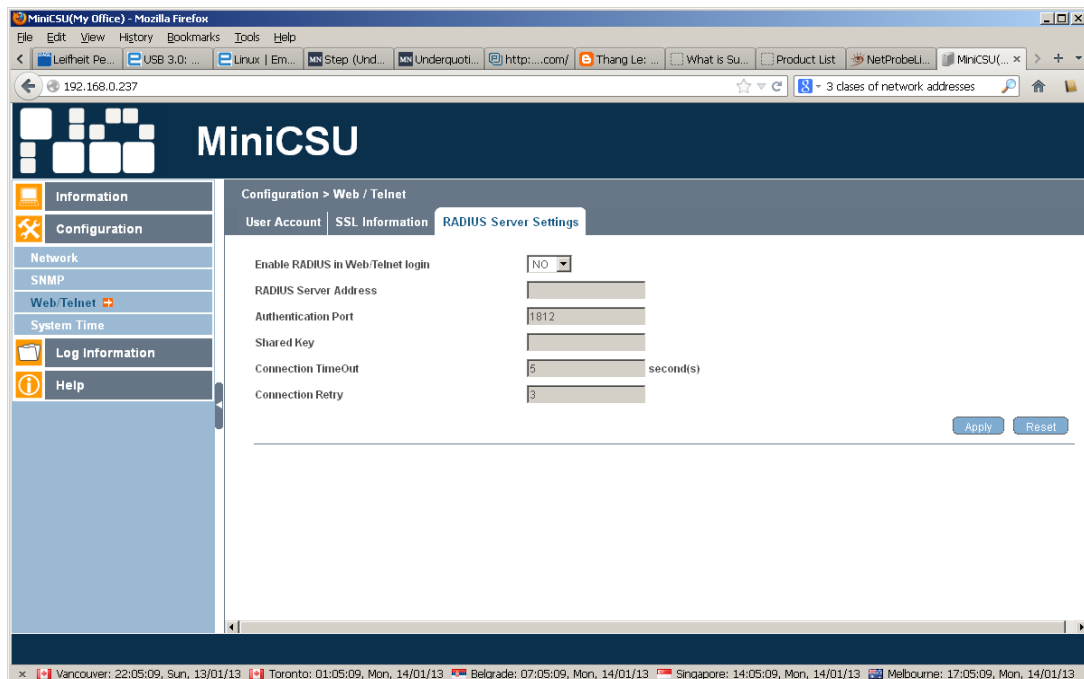 MiniCSU(My Office) - Mozilla Firefox
File Edit View History Bookmarks Tools Help
Leifheit Pe... USB 3.0: ... Linux | Em... MN Step (Und... MN Underquoti... http:....com/ Thang Le: ... What is Su... Product List NetProbeLi... MiniCSU(... ×
192.168.0.237 8 3 clases of network addresses
MiniCSU
Information
Configuration
Network
SNMP
Web/Telnet
System Time
Log Information
Help
Configuration > Web / Telnet
User Account SSL Information RADIUS Server Settings
Enable RADIUS in Web/Telnet login NO
RADIUS Server Address
Authentication Port 1812
Shared Key
Connection TimeOut 5 second(s)
Connection Retry 3
Apply Reset
× Vancouver: 22:05:09, Sun, 13/01/13 Toronto: 01:05:09, Mon, 14/01/13 Belgrade: 07:05:09, Mon, 14/01/13 Singapore: 14:05:09, Mon, 14/01/13 Melbourne: 17:05:09, Mon, 14/01/13